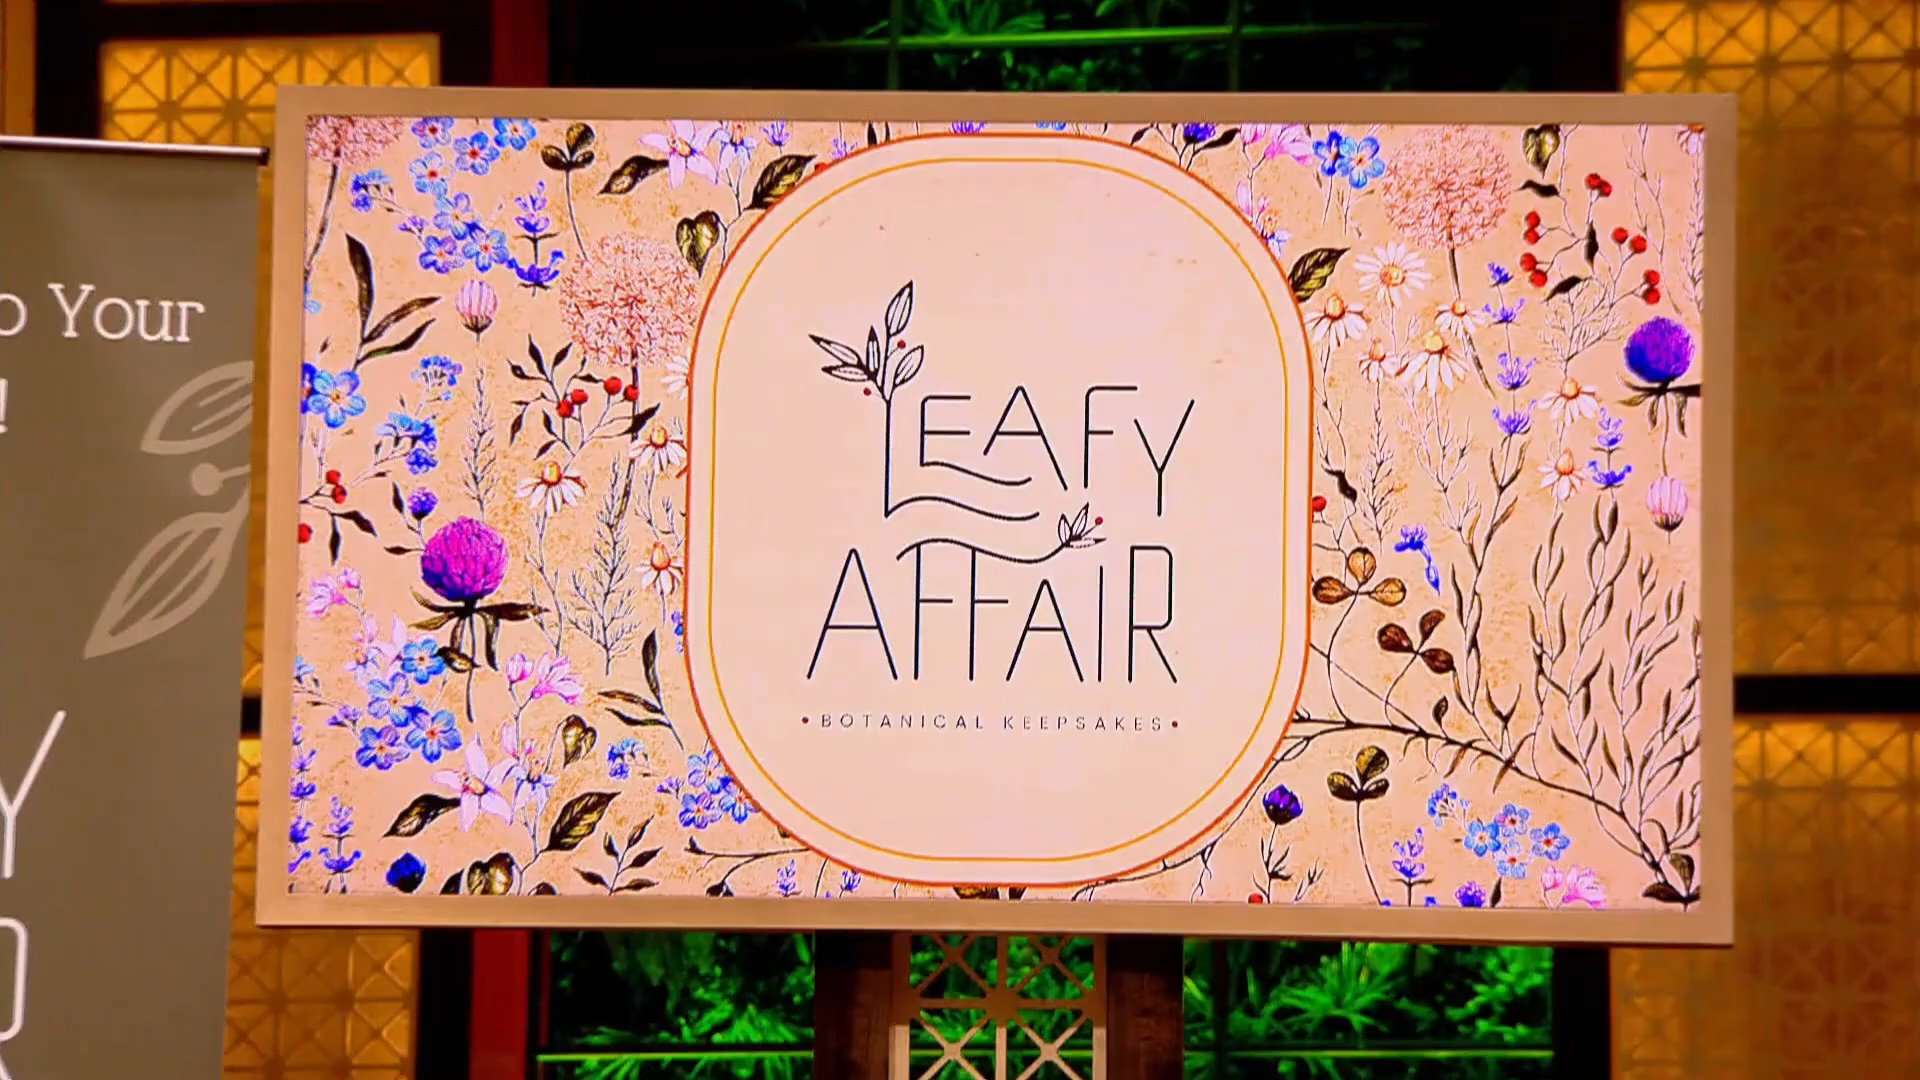 o Your
!
Y
R
LEAFY
AFFAIR
• BOTANICAL KEEPSAKES •